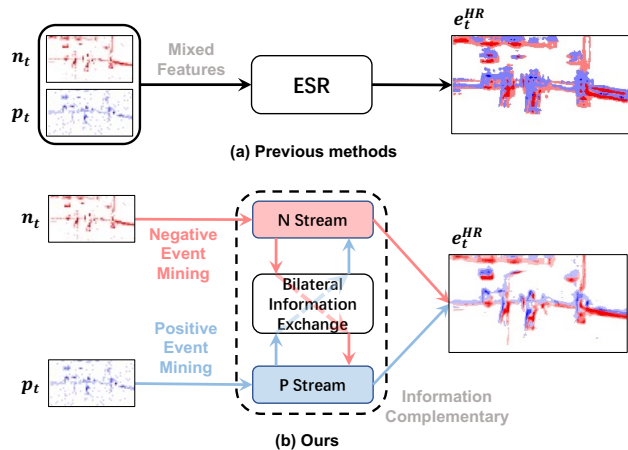 n_t
p_t
Mixed
Features
ESR
e_t^{HR}
(a) Previous methods
n_t
p_t
Negative
Event
Mining
Positive
Event
Mining
N Stream
Bilateral
Information
Exchange
P Stream
e_t^{HR}
Information
Complementary
(b) Ours